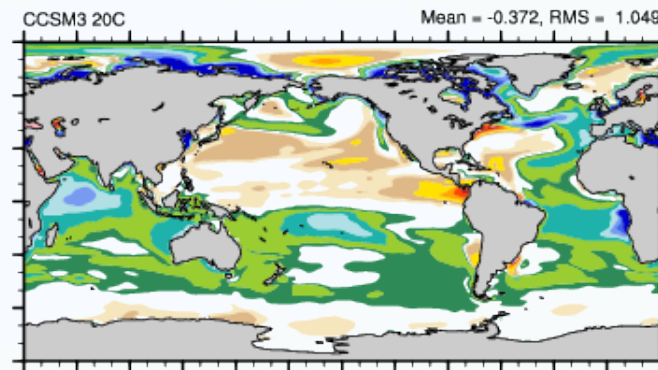 CCSM3 20C
Mean = -0.372, RMS = 1.049